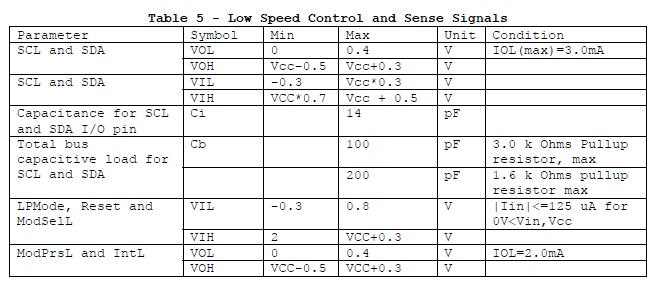 Table 5 - Low Speed Control and Sense Signals
Parameter Symbol Min Max Unit Condition
SCL and SDA VOL 0 0.4 V IOL(max)=3.0mA
VOH Vcc-0.5 Vcc+0.3 V
SCL and SDA VIL -0.3 Vcc*0.3 V
VIH VCC*0.7 Vcc + 0.5 V
Capacitance for SCL Ci 14 pF
and SDA I/O pin
Total bus Cb 100 pF 3.0 k Ohms Pullup
capacitive load for resistor, max
SCL and SDA 200 pF 1.6 k Ohms pullup
resistor max
LPMode, Reset and VIL -0.3 0.8 V |Iin|<=125 uA for
ModSelL 0V<Vin,Vcc
VIH 2 VCC+0.3 V
ModPrsL and IntL VOL 0 0.4 V IOL=2.0mA
VOH VCC-0.5 VCC+0.3 V